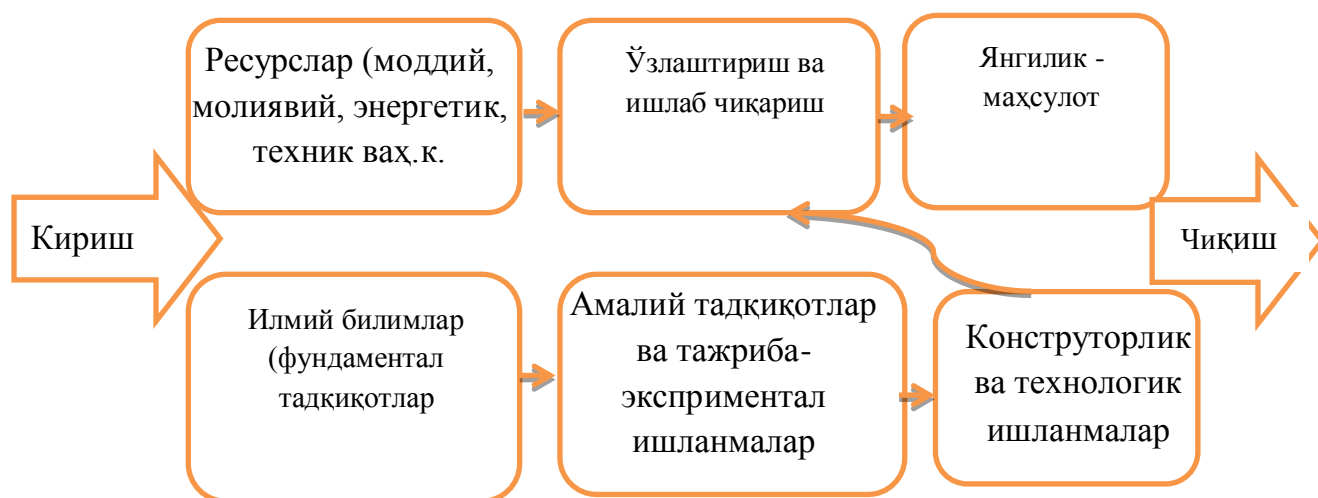 Кириш
Ресурслар (моддий,
молиявий, энергетик,
техник ваҳ.к.
Ўзлаштириш ва
ишлаб чиқариш
Янгилик -
маҳсулот
Чиқиш
Илмий билимлар
(фундаментал
тадқиқотлар
Амалий тадқиқотлар
ва тажриба-
экспримeнтал
ишланмалар
Конструторлик
ва технологик
ишланмалар